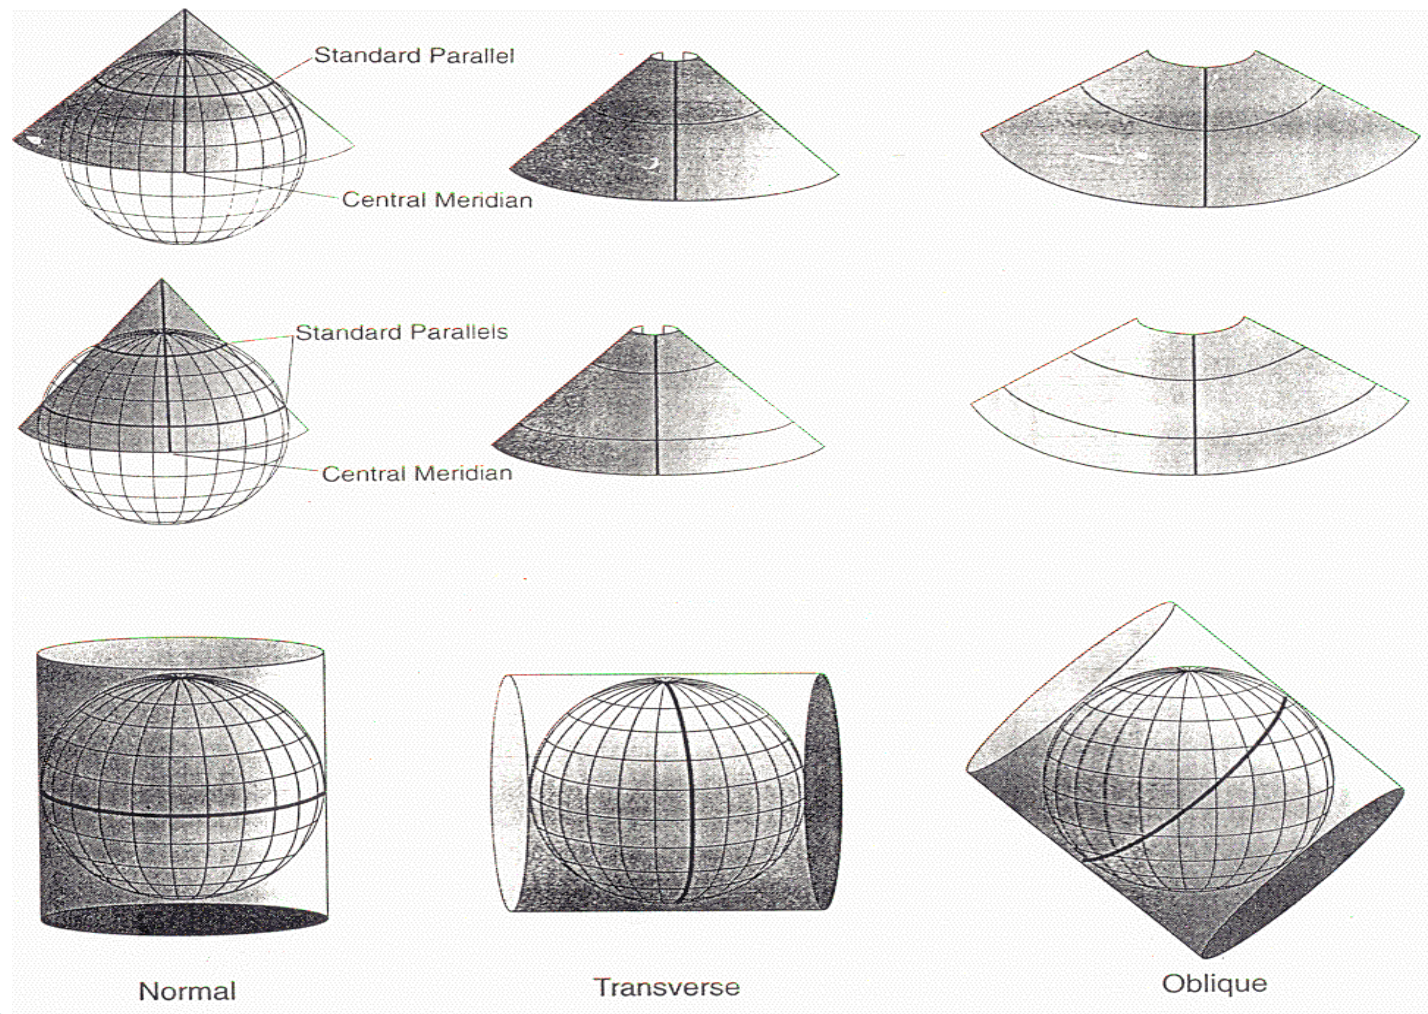 Standard Parallel
Central Meridian
Standard Parallels
Central Meridian
Normal
Transverse
Oblique